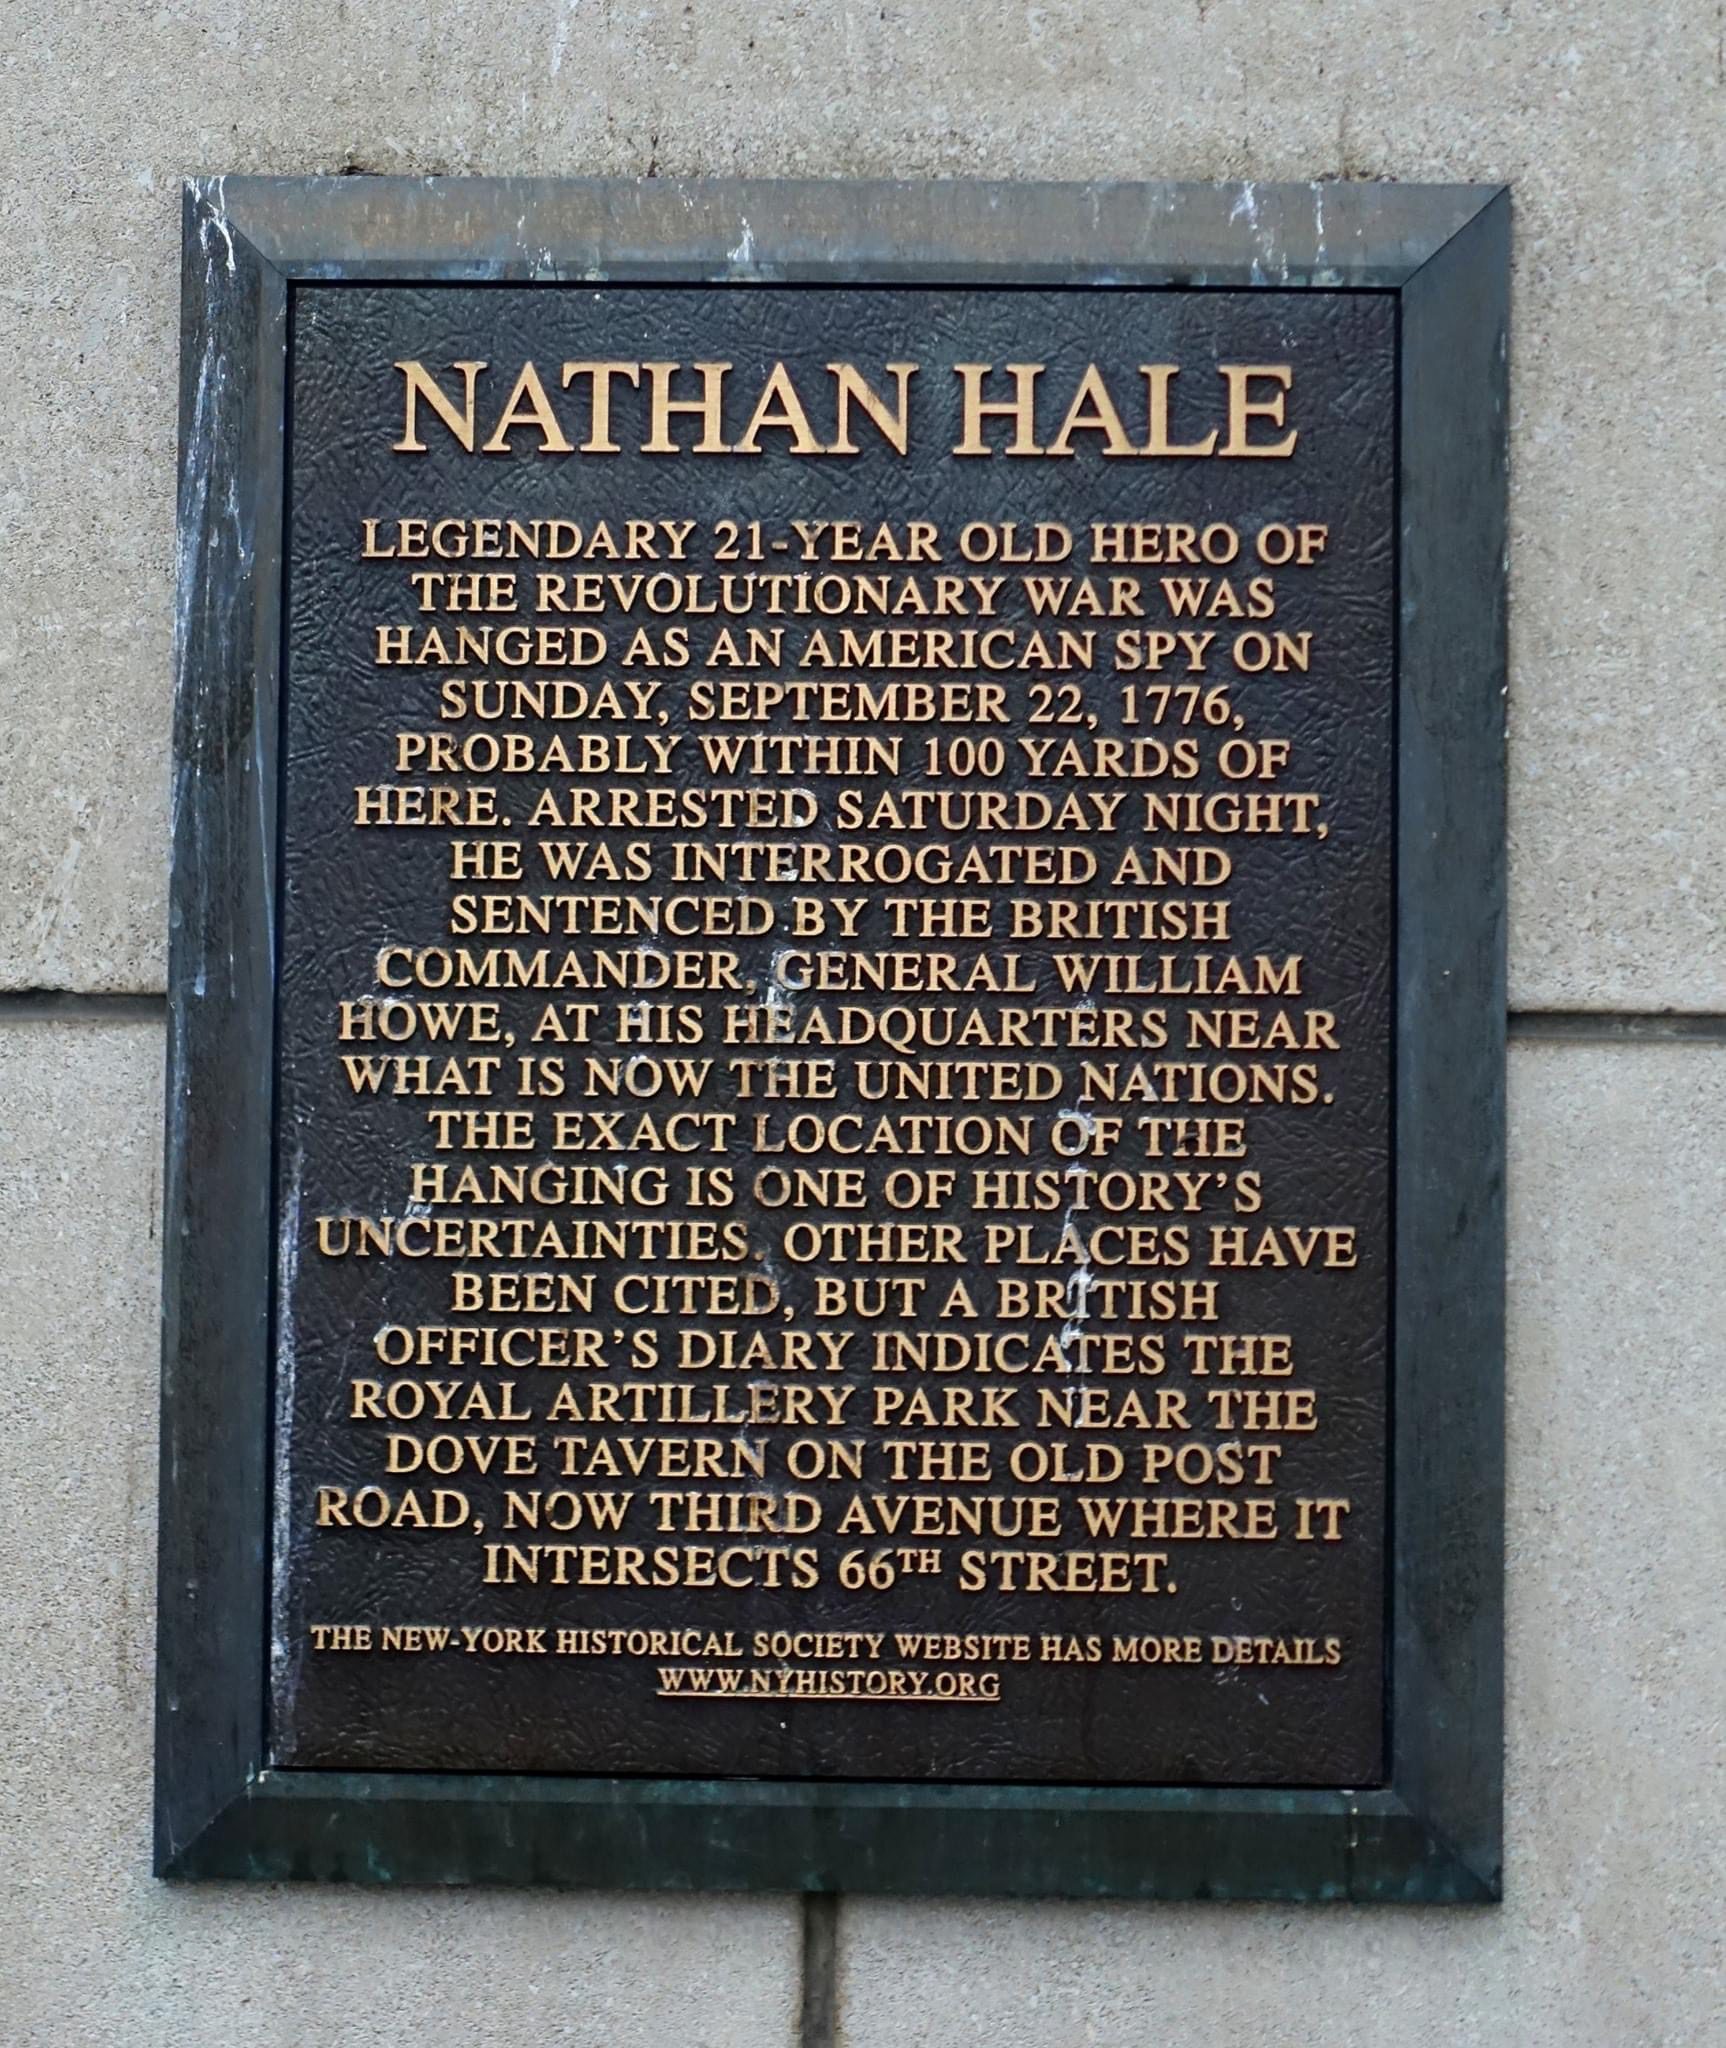 NATHAN HALE
LEGENDARY 21-YEAR OLD HERO OF
THE REVOLUTIONARY WAR WAS
HANGED AS AN AMERICAN SPY ON
SUNDAY, SEPTEMBER 22, 1776,
PROBABLY WITHIN 100 YARDS OF
HERE. ARRESTED SATURDAY NIGHT,
HE WAS INTERROGATED AND
SENTENCED BY THE BRITISH
COMMANDER, GENERAL WILLIAM
HOWE, AT HIS HEADQUARTERS NEAR
WHAT IS NOW THE UNITED NATIONS.
THE EXACT LOCATION OF THE
HANGING IS ONE OF HISTORY’S
UNCERTAINTIES. OTHER PLACES HAVE
BEEN CITED, BUT A BRITISH
OFFICER’S DIARY INDICATES THE
ROYAL ARTILLERY PARK NEAR THE
DOVE TAVERN ON THE OLD POST
ROAD, NOW THIRD AVENUE WHERE IT
INTERSECTS 66TH STREET.
THE NEW-YORK HISTORICAL SOCIETY WEBSITE HAS MORE DETAILS
WWW.NYHISTORY.ORG